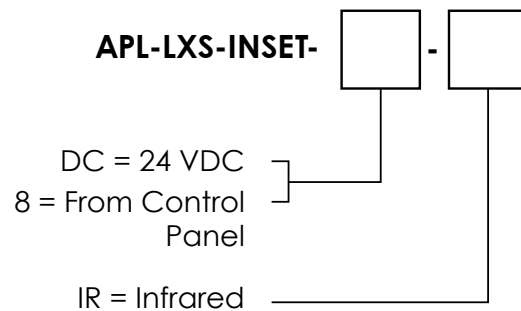 APL-LXS-INSET- -
DC = 24 VDC
8 = From Control
Panel
IR = Infrared